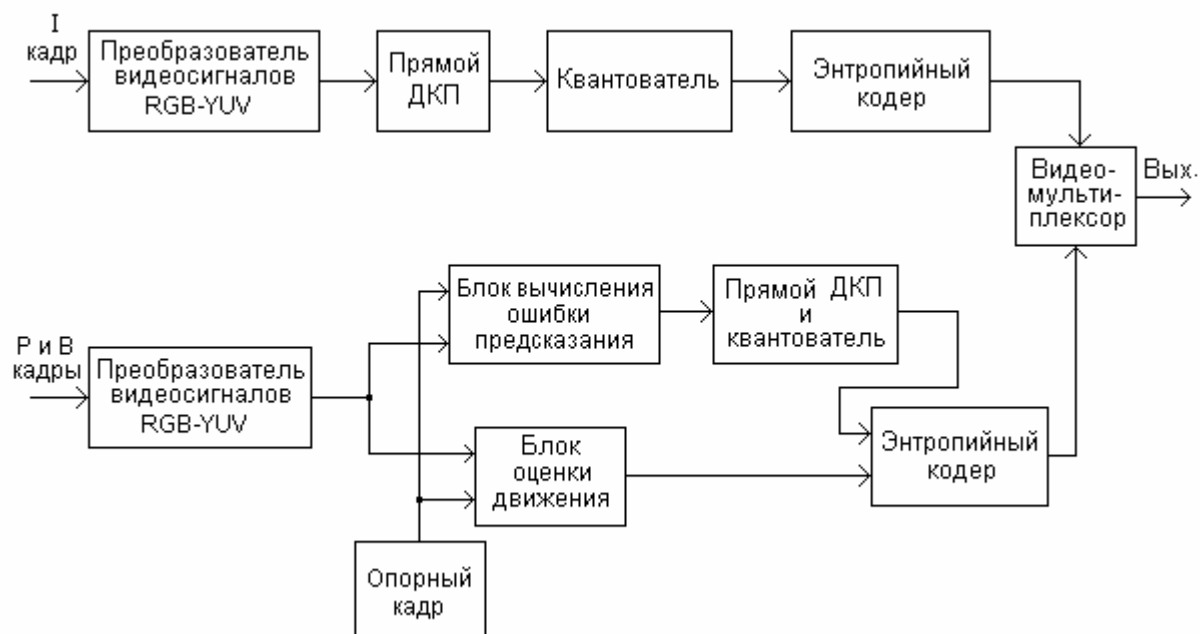 I
кадр
Преобразователь
видеосигналов
RGB-YUV
Прямой
ДКП
Квантователь
Энтропийный
кодер
Видео-
мульти-
плексор
Вых.
P и B
кадры
Преобразователь
видеосигналов
RGB-YUV
Блок вычисления
ошибки
предсказания
Прямой ДКП
и
квантователь
Блок
оценки
движения
Энтропийный
кодер
Опорный
кадр